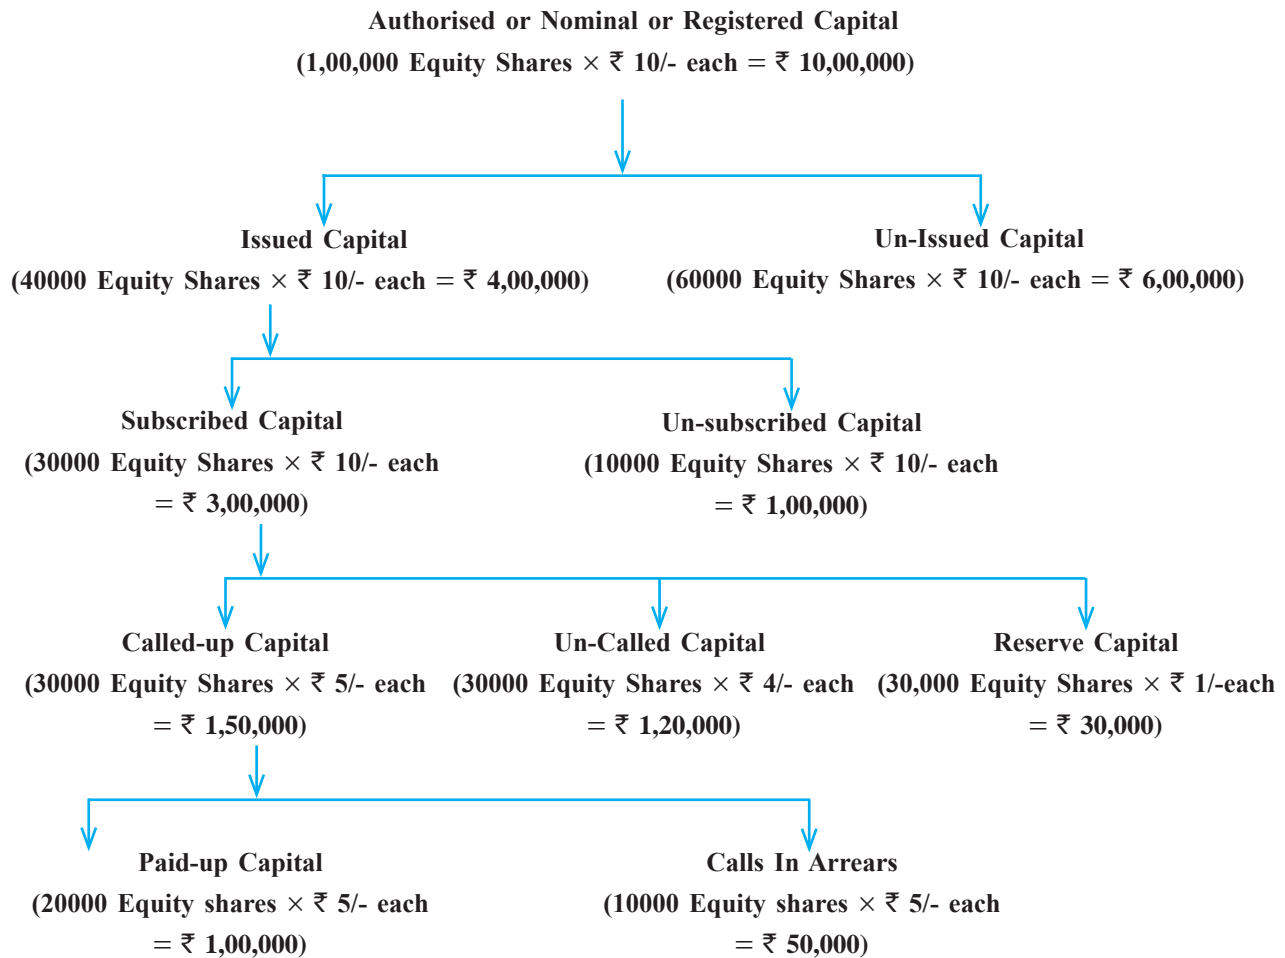 Authorised or Nominal or Registered Capital
(1,00,000 Equity Shares × ₹ 10/- each = ₹ 10,00,000)
Issued Capital
(40000 Equity Shares × ₹ 10/- each = ₹ 4,00,000)
Un-Issued Capital
(60000 Equity Shares × ₹ 10/- each = ₹ 6,00,000)
Subscribed Capital
(30000 Equity Shares × ₹ 10/- each
= ₹ 3,00,000)
Un-subscribed Capital
(10000 Equity Shares × ₹ 10/- each
= ₹ 1,00,000)
Called-up Capital
(30000 Equity Shares × ₹ 5/- each
= ₹ 1,50,000)
Un-Called Capital
(30000 Equity Shares × ₹ 4/- each
= ₹ 1,20,000)
Reserve Capital
(30,000 Equity Shares × ₹ 1/-each
= ₹ 30,000)
Paid-up Capital
(20000 Equity shares × ₹ 5/- each
= ₹ 1,00,000)
Calls In Arrears
(10000 Equity shares × ₹ 5/- each
= ₹ 50,000)